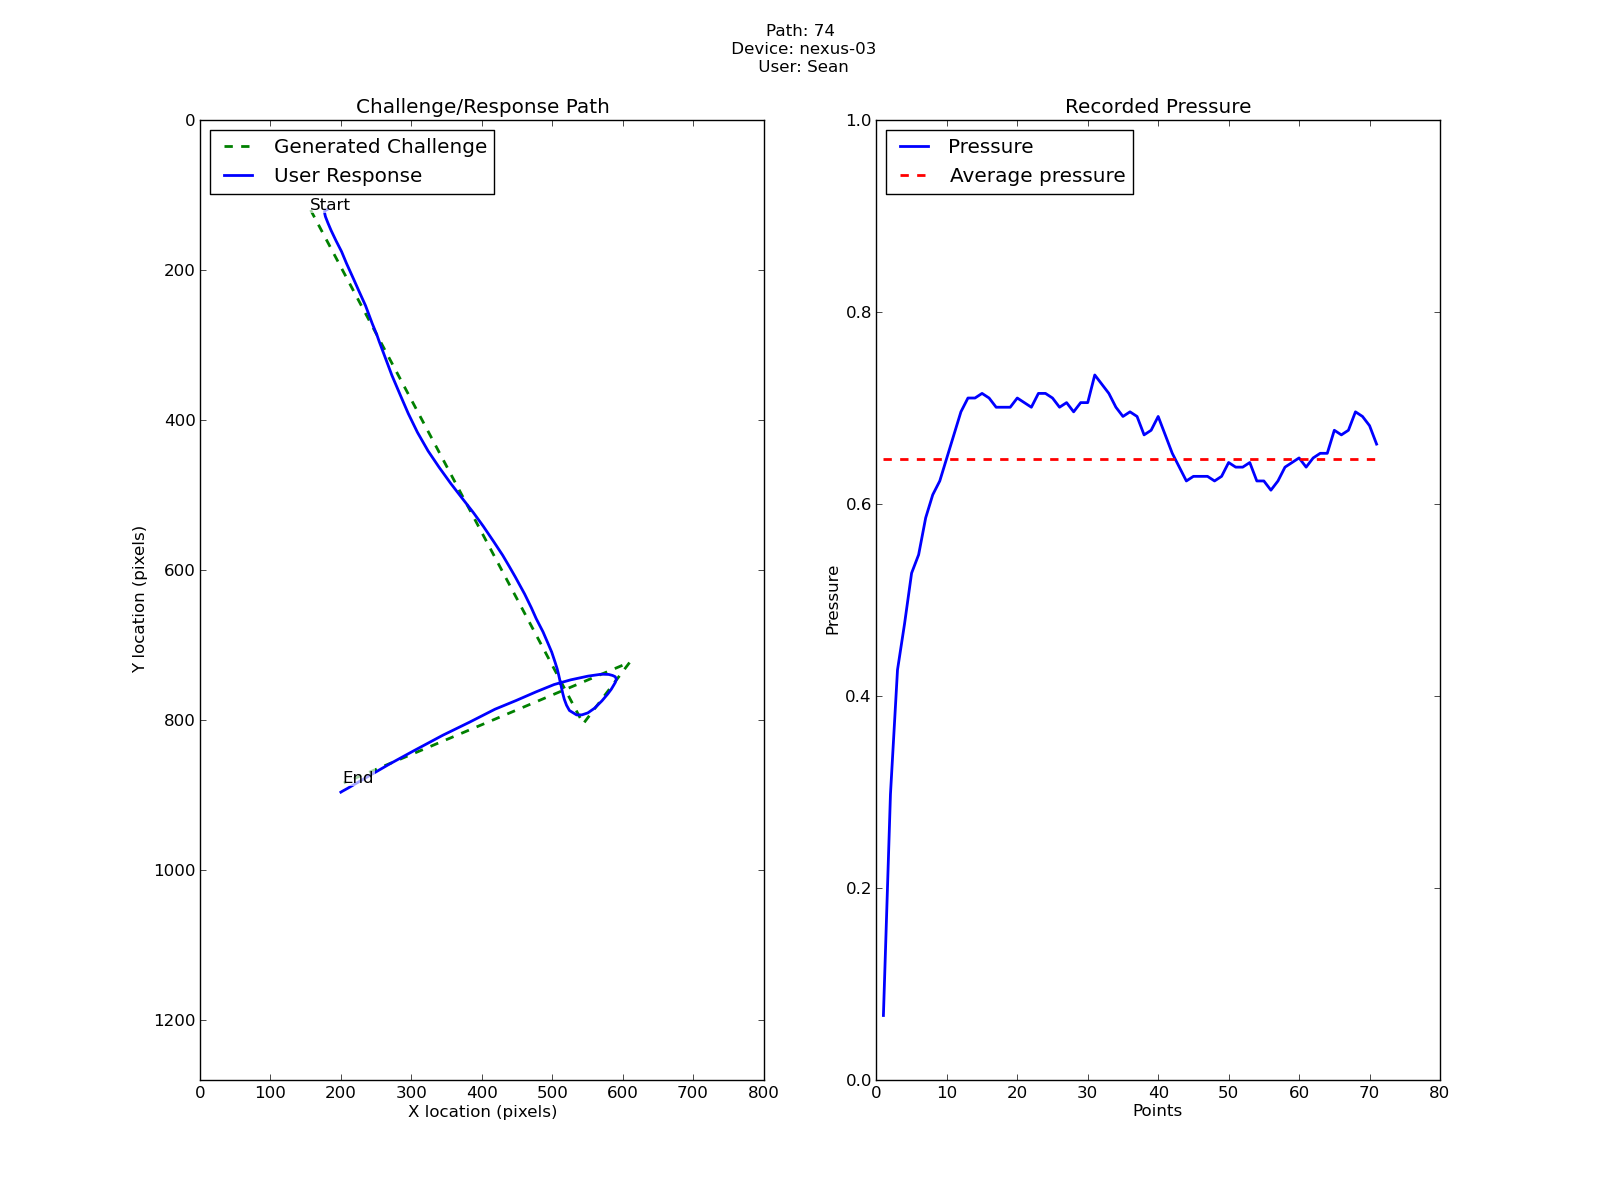 Path: 74
Device: nexus-03
User: Sean
Challenge/Response Path
Generated Challenge
User Response
Start
End
0
200
400
600
800
1000
1200
Y location (pixels)
0 100 200 300 400 500 600 700 800
X location (pixels)
Recorded Pressure
Pressure
Average pressure
1.0
0.8
0.6
0.4
0.2
0.0
Pressure
0 10 20 30 40 50 60 70 80
Points